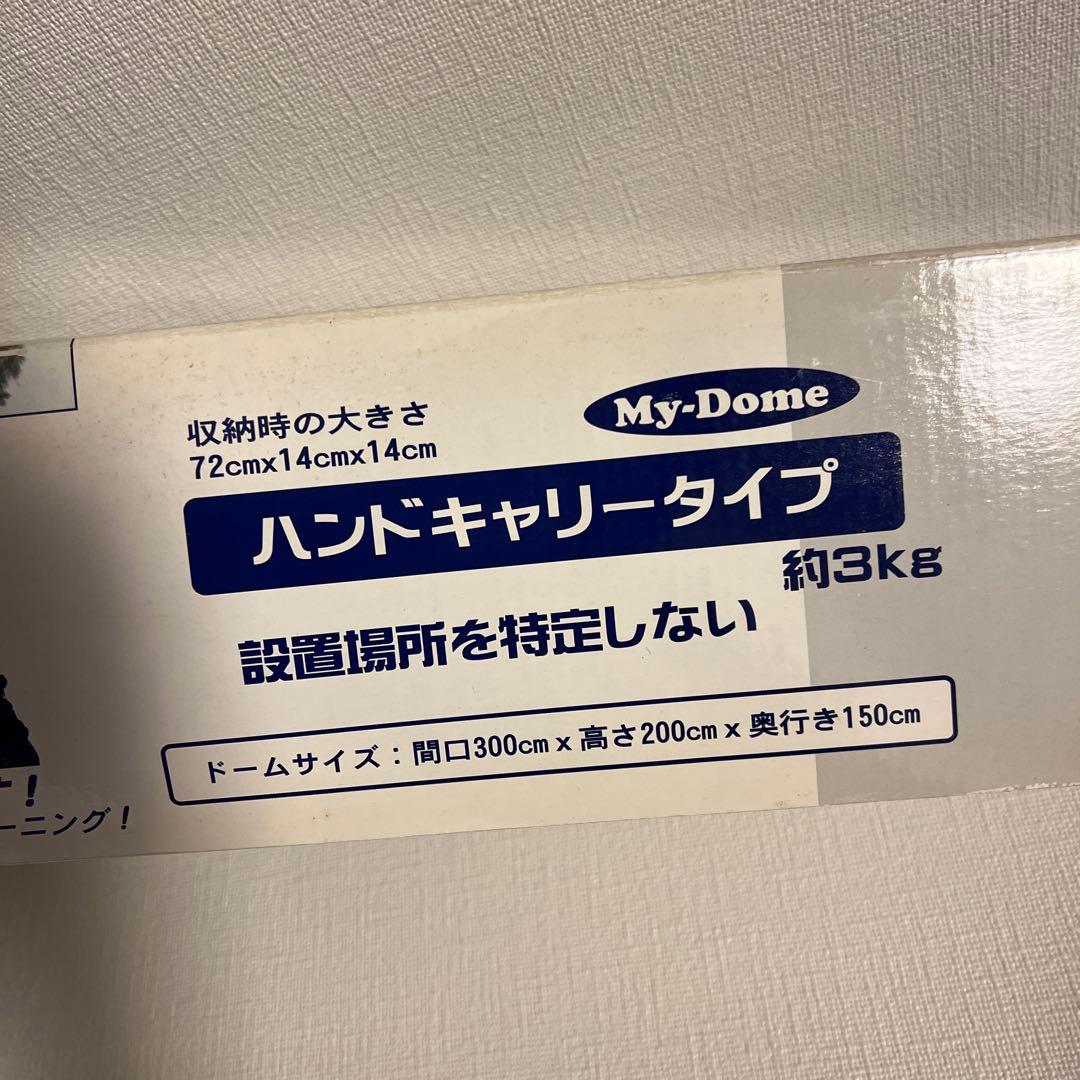 収納時の大きさ
72cmx14cmx14cm
My-Dome
ハンドキャリータイプ
約3kg
設置場所を特定しない
ドームサイズ：間口300cm x 高さ200cm x 奥行き150cm
！
ーニング！